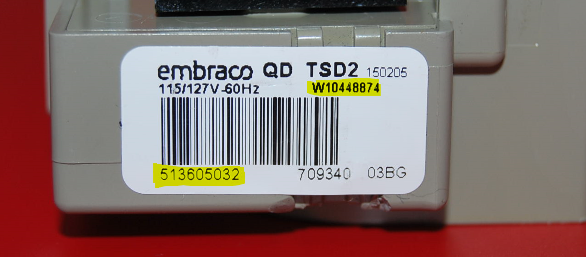 embraco QD TSD2 150205
115/127V-60Hz W10448874
513605032 709340 03BG